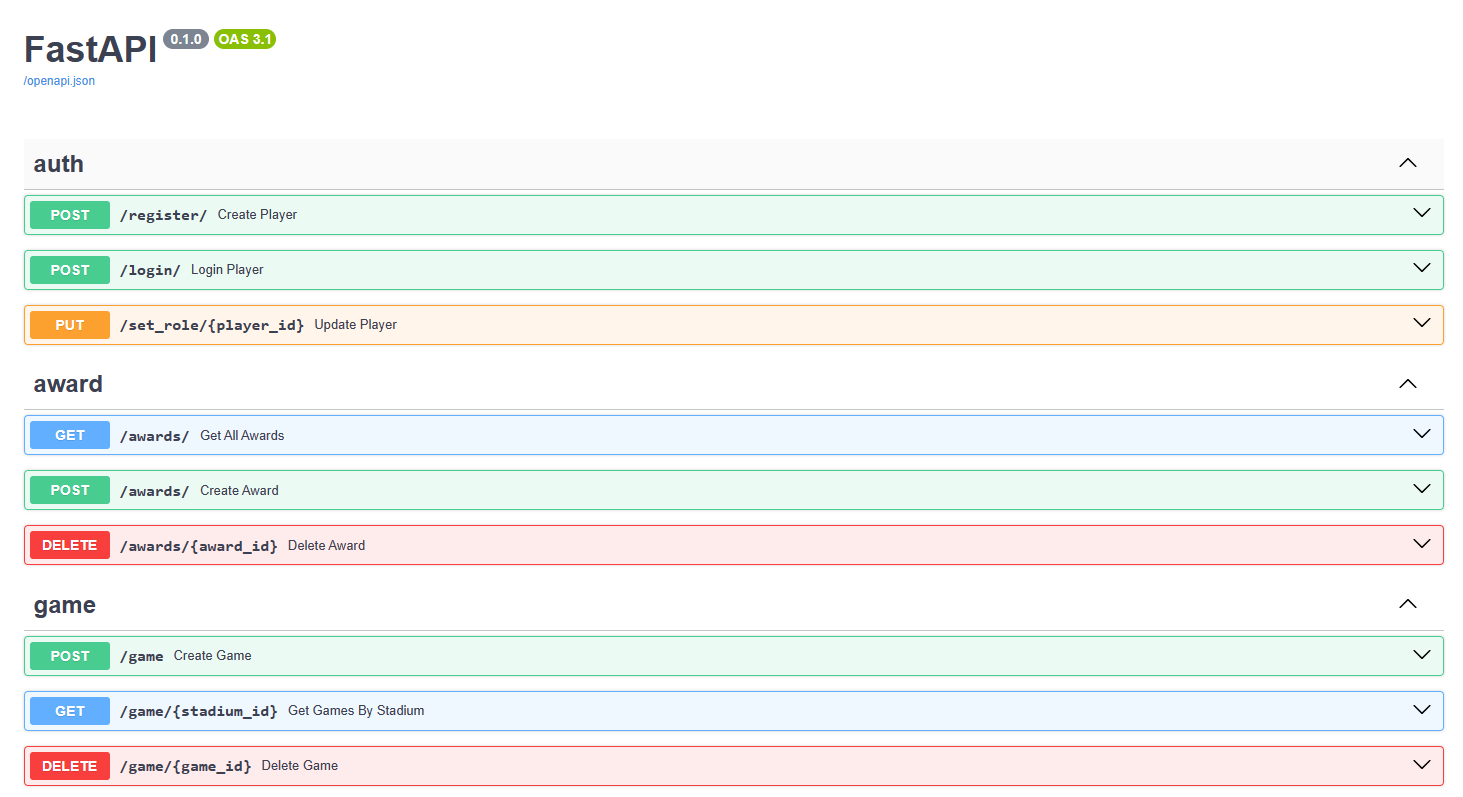 FastAPI 0.1.0 OAS 3.1
/openapi.json
auth
POST /register/ Create Player
POST /login/ Login Player
PUT /set_role/{player_id} Update Player
award
GET /awards/ Get All Awards
POST /awards/ Create Award
DELETE /awards/{award_id} Delete Award
game
POST /game Create Game
GET /game/{stadium_id} Get Games By Stadium
DELETE /game/{game_id} Delete Game